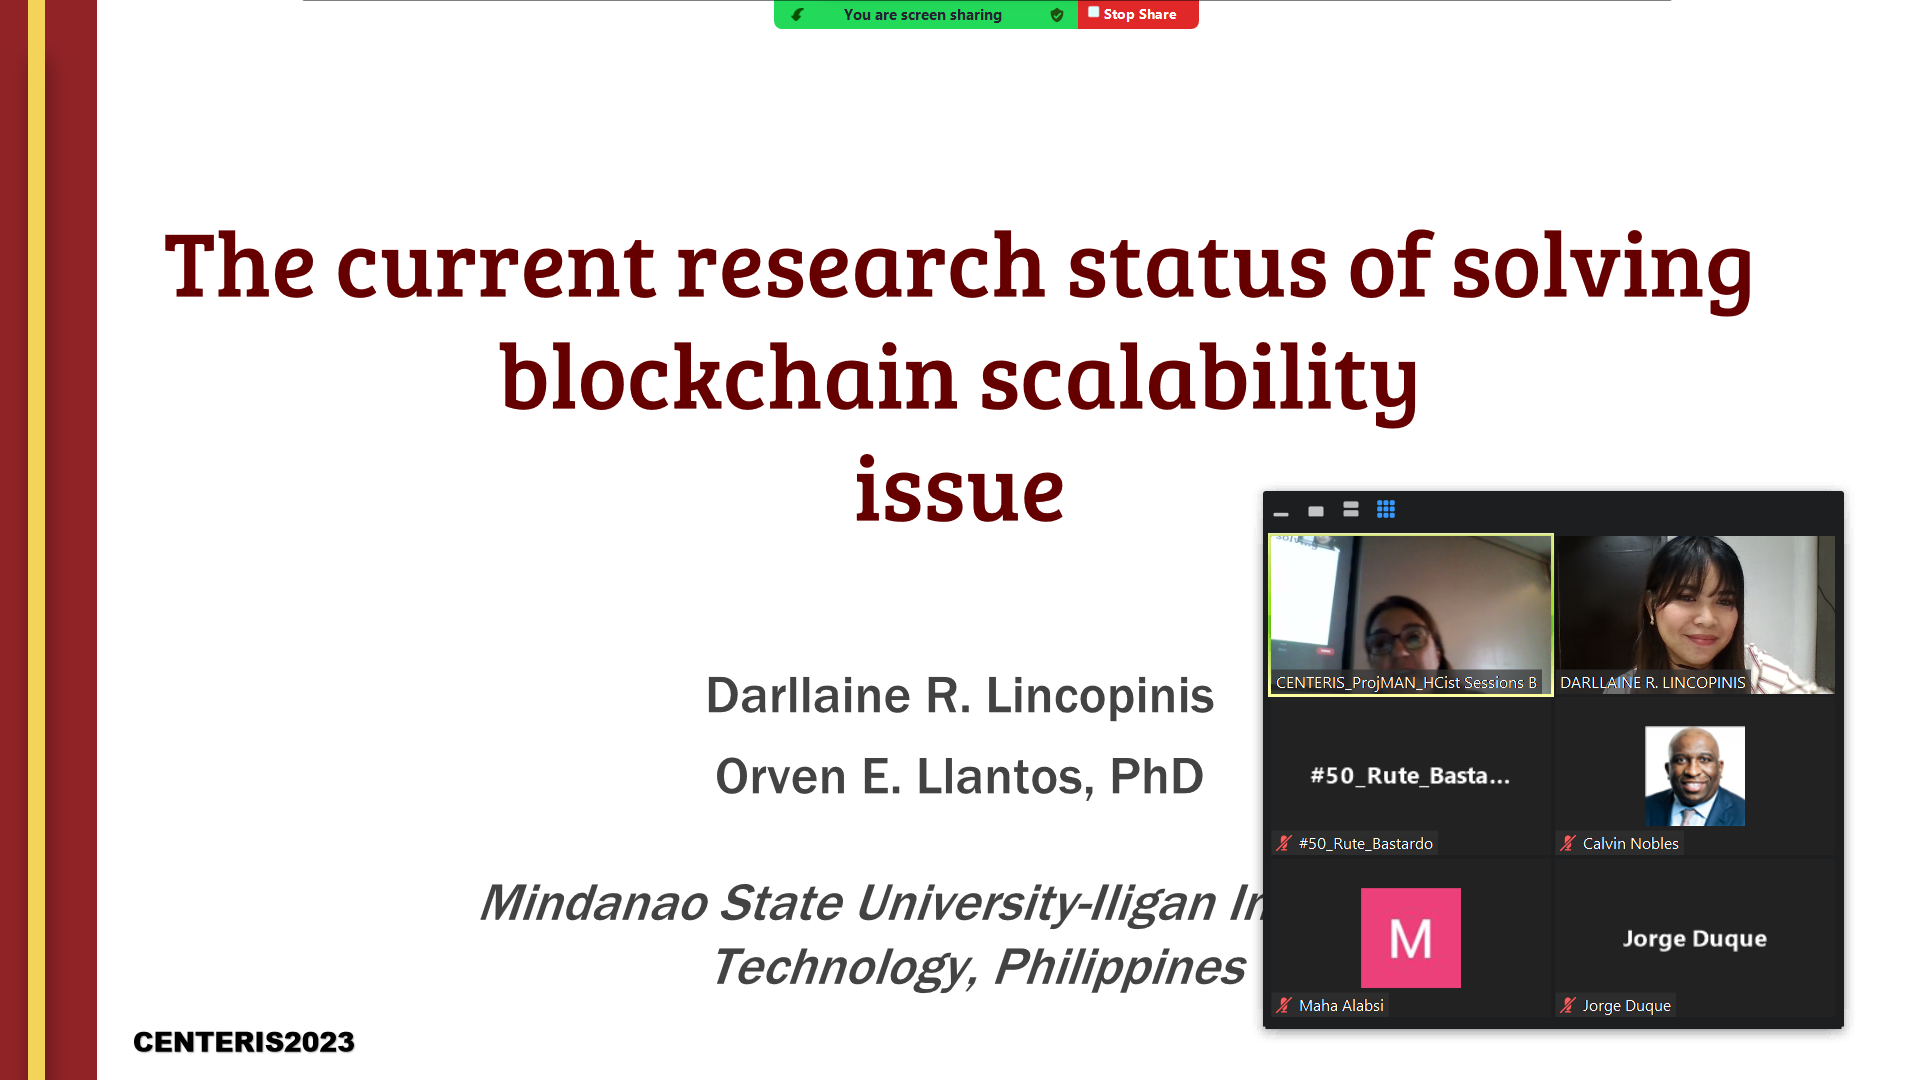 You are screen sharing
Stop Share
The current research status of solving
blockchain scalability
issue
Darllaine R. Lincopinis
Orven E. Llantos, PhD
Mindanao State University-Iligan In
Technology, Philippines
CENTERIS2023
solving
CENTERIS_ProjMAN_HCist Sessions B
DARLLAINE R. LINCOPINIS
#50_Rute_Basta...
#50_Rute_Bastardo
Calvin Nobles
M
Maha Alabsi
Jorge Duque
Jorge Duque